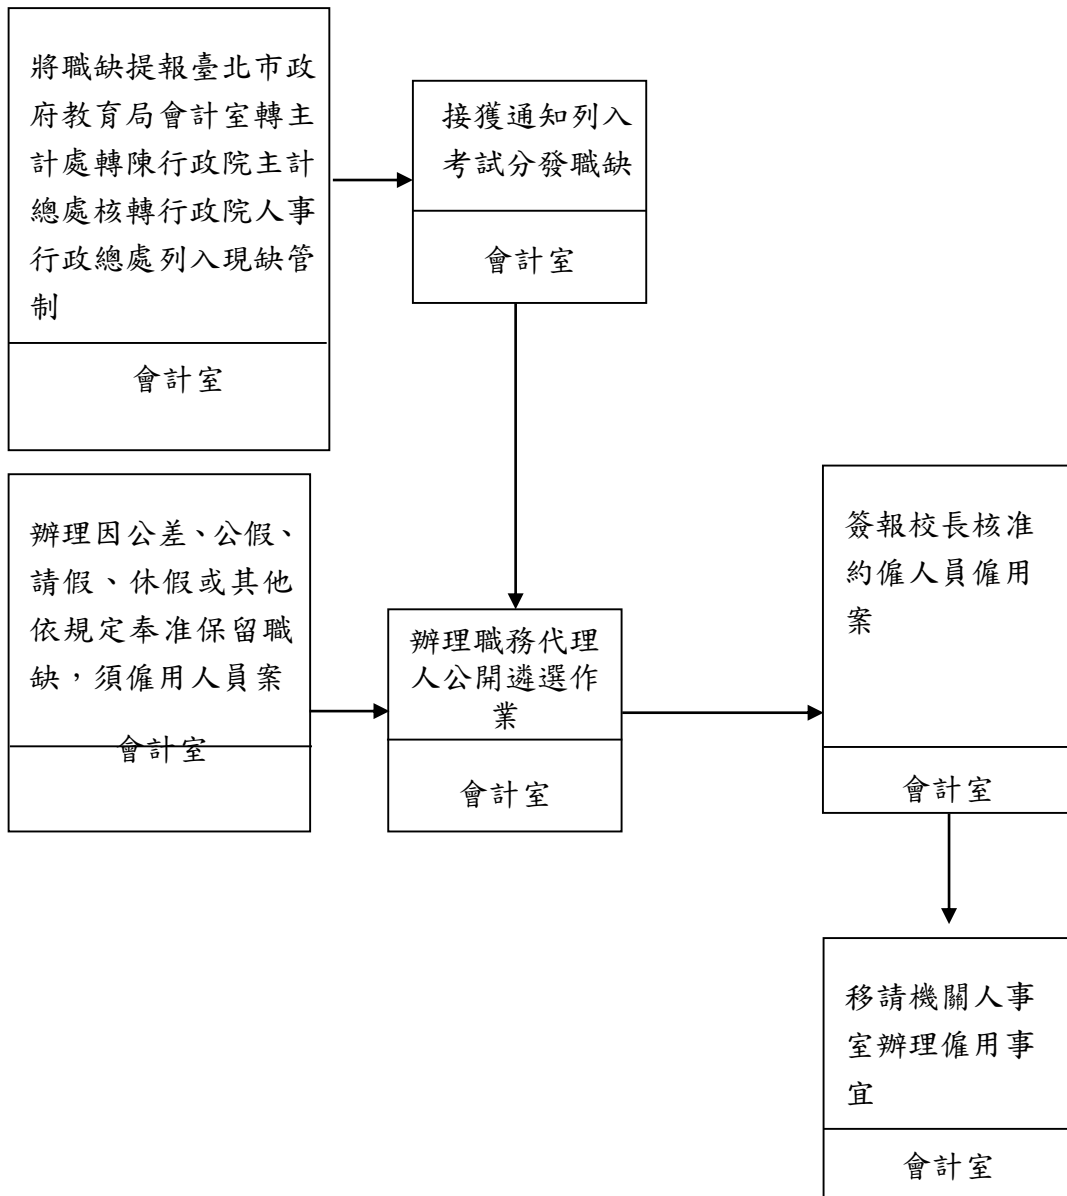 將職缺提報臺北市政
府教育局會計室轉主
計處轉陳行政院主計
總處核轉行政院人事
行政總處列入現缺管
制
會計室
接獲通知列入
考試分發職缺
會計室
辦理因公差、公假、
請假、休假或其他
依規定奉准保留職
缺，須僱用人員案
會計室
辦理職務代理
人公開遴選作
業
會計室
簽報校長核准
約僱人員僱用
案
會計室
移請機關人事
室辦理僱用事
宜
會計室